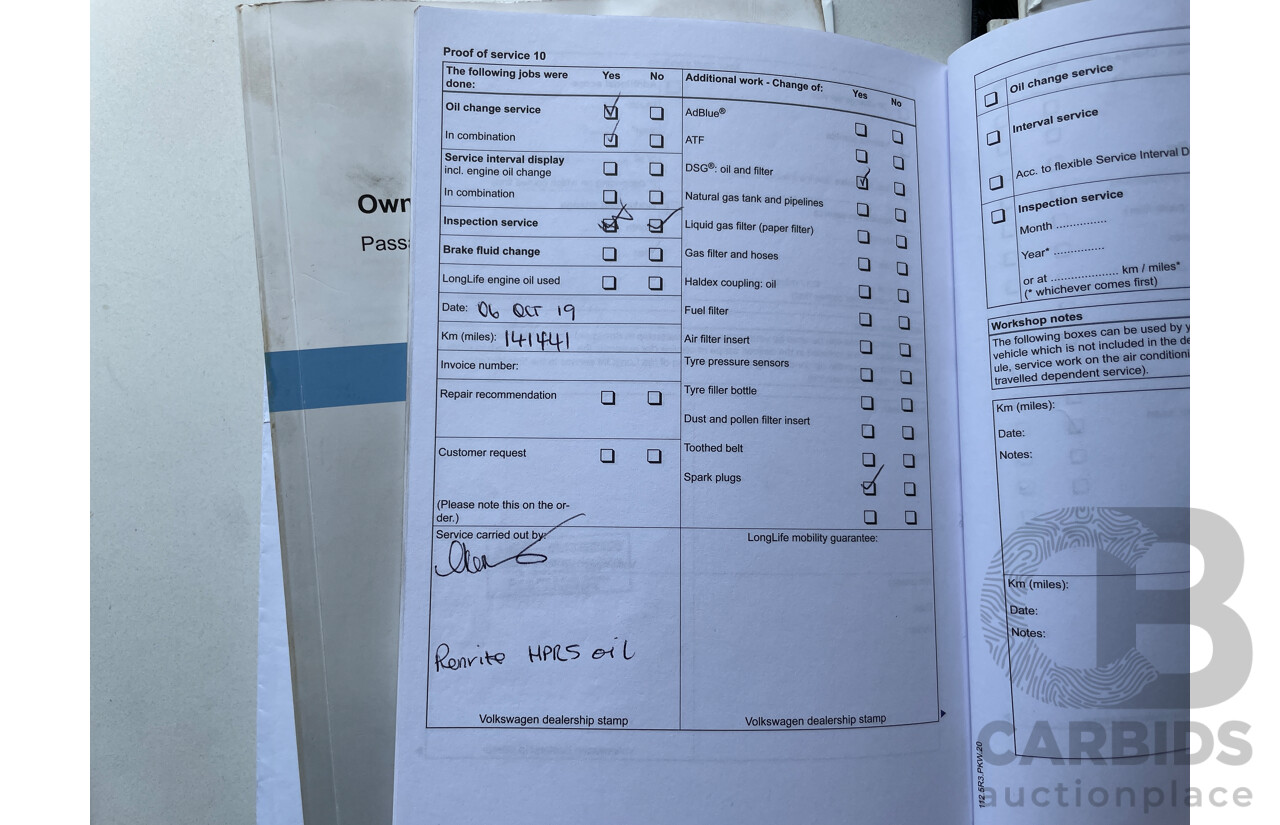 Proof of service 10
The following jobs were done: Yes No
Oil change service
In combination
Service interval display
incl. engine oil change
In combination
Inspection service
Brake fluid change
LongLife engine oil used
Date: 06 OCT 19
Km (miles): 141441
Invoice number:
Repair recommendation
Customer request
(Please note this on the or-
der.)
Service carried out by:
Penrite HPR5 oil
Volkswagen dealership stamp
Additional work - Change of: Yes No
AdBlue®
ATF
DSG®: oil and filter
Natural gas tank and pipelines
Liquid gas filter (paper filter)
Gas filter and hoses
Haldex coupling: oil
Fuel filter
Air filter insert
Tyre pressure sensors
Tyre filler bottle
Dust and pollen filter insert
Toothed belt
Spark plugs
LongLife mobility guarantee:
Volkswagen dealership stamp
Oil change service
Interval service
Acc. to flexible Service Interval D
Inspection service
Month ...............
Year* ...............
or at .................... km / miles*
(* whichever comes first)
Workshop notes
The following boxes can be used by y
vehicle which is not included in the de
ule, service work on the air conditioni
travelled dependent service).
Km (miles):
Date:
Notes:
Km (miles):
Date:
Notes:
112.5R3.PKW.20
Own
Passa
CARBIDS
auctionplace